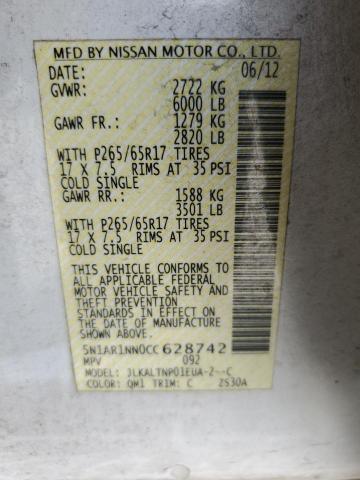 MFD BY NISSAN MOTOR CO., LTD.
DATE: 06/12
GVWR: 2722 KG
6000 LB
GAWR FR.: 1279 KG
2820 LB
WITH P265/65R17 TIRES
17 X 7.5 RIMS AT 35 PSI
COLD SINGLE
GAWR RR.: 1588 KG
3501 LB
WITH P265/65R17 TIRES
17 X 7.5 RIMS AT 35 PSI
COLD SINGLE
THIS VEHICLE CONFORMS TO
ALL APPLICABLE FEDERAL
MOTOR VEHICLE SAFETY AND
THEFT PREVENTION
STANDARDS IN EFFECT ON
THE DATE OF MANUFACTURE
SHOWN ABOVE.
5N1AR1NN0CC628742
MPV 092
MODEL: JLKALTNP01EUA-2--C
COLOR: QM1 TRIM: C 2S30A